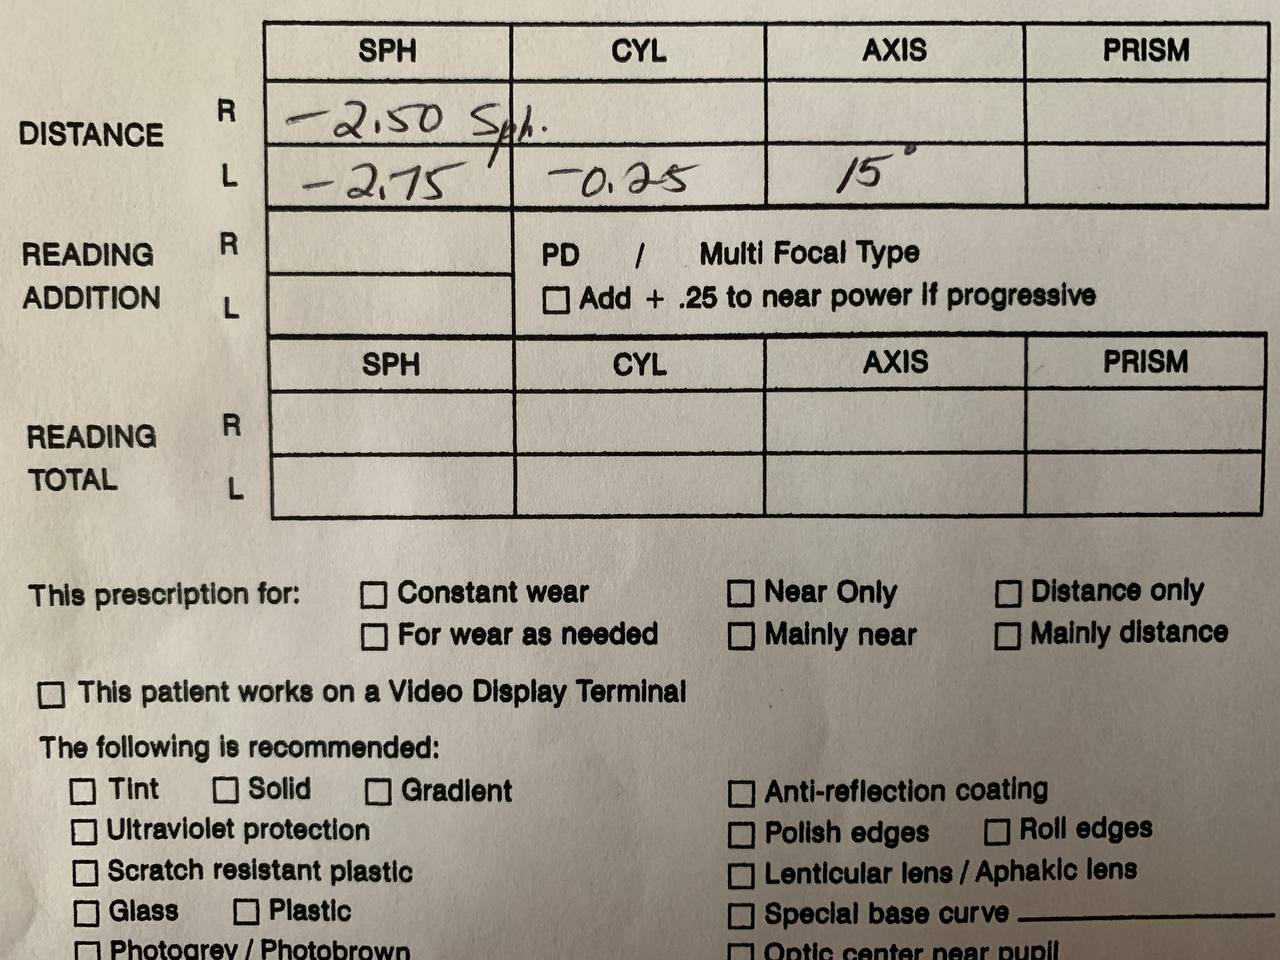 SPH CYL AXIS PRISM
DISTANCE R -2.50 Sph.
L -2.75 -0.25 15°
READING ADDITION R PD / Multi Focal Type
L Add + .25 to near power if progressive
SPH CYL AXIS PRISM
READING TOTAL R
L
This prescription for: Constant wear Near Only Distance only
For wear as needed Mainly near Mainly distance
This patient works on a Video Display Terminal
The following is recommended:
Tint Solid Gradient Anti-reflection coating
Ultraviolet protection Polish edges Roll edges
Scratch resistant plastic Lenticular lens / Aphakic lens
Glass Plastic Special base curve
Photogrey / Photobrown Optic center near pupil